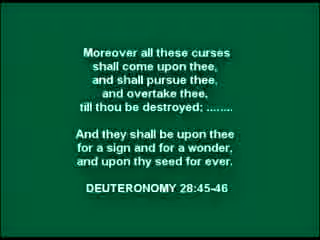 Moreover all these curses
shall come upon thee,
and shall pursue thee,
and overtake thee,
till thou be destroyed; ........
And they shall be upon thee
for a sign and for a wonder,
and upon thy seed for ever.
DEUTERONOMY 28:45-46